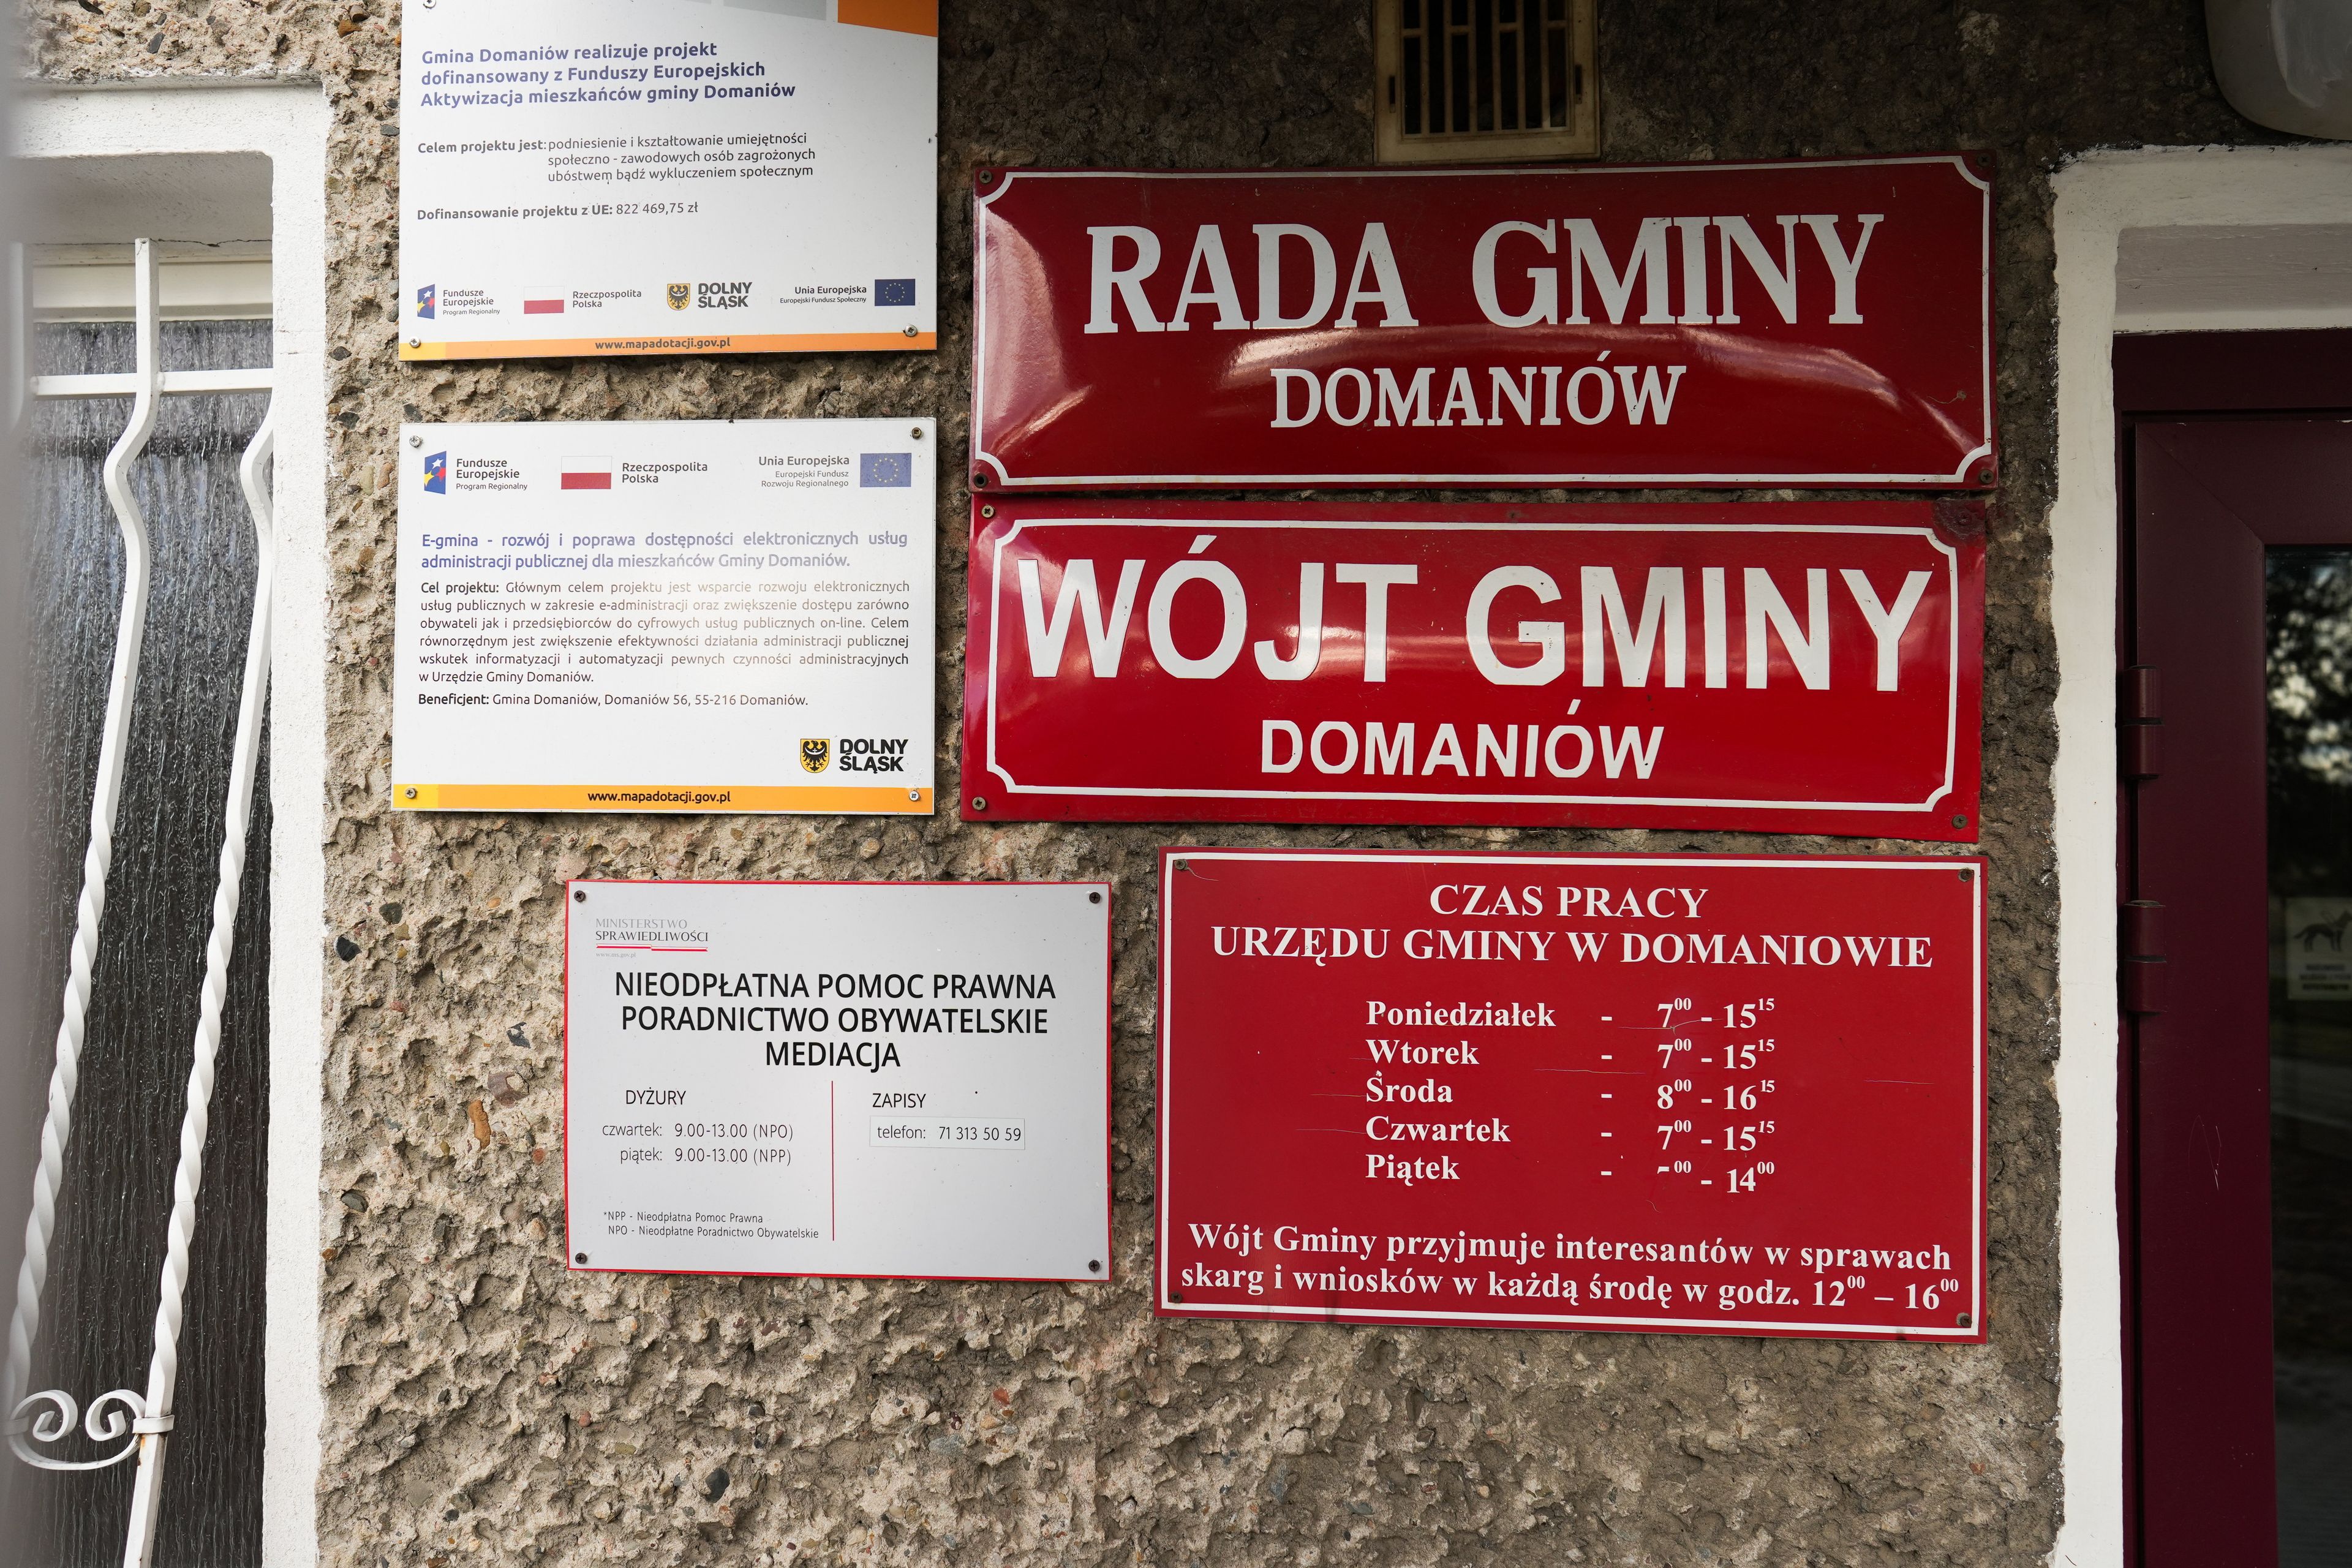 Gmina Domaniów realizuje projekt
dofinansowany z Funduszy Europejskich
Aktywizacja mieszkańców gminy Domaniów
Celem projektu jest: podniesienie i kształtowanie umiejętności
społeczno - zawodowych osób zagrożonych
ubóstwem bądź wykluczeniem społecznym
Dofinansowanie projektu z UE: 822 469,75 zł
Fundusze
Europejskie
Program Regionalny
Rzeczpospolita
Polska
DOLNY
ŚLĄSK
Unia Europejska
Europejski Fundusz Społeczny
www.mapadotacji.gov.pl
Fundusze
Europejskie
Program Regionalny
Rzeczpospolita
Polska
Unia Europejska
Europejski Fundusz
Rozwoju Regionalnego
E-gmina - rozwój i poprawa dostępności elektronicznych usług
administracji publicznej dla mieszkańców Gminy Domaniów.
Cel projektu: Głównym celem projektu jest wsparcie rozwoju elektronicznych
usług publicznych w zakresie e-administracji oraz zwiększenie dostępu zarówno
obywateli jak i przedsiębiorców do cyfrowych usług publicznych on-line. Celem
równorzędnym jest zwiększenie efektywności działania administracji publicznej
wskutek informatyzacji i automatyzacji pewnych czynności administracyjnych
w Urzędzie Gminy Domaniów.
Beneficjent: Gmina Domaniów, Domaniów 56, 55-216 Domaniów.
DOLNY
ŚLĄSK
www.mapadotacji.gov.pl
RADA GMINY
DOMANIÓW
WÓJT GMINY
DOMANIÓW
MINISTERSTWO
SPRAWIEDLIWOŚCI
NIEODPŁATNA POMOC PRAWNA
PORADNICTWO OBYWATELSKIE
MEDIACJA
DYŻURY
czwartek: 9.00-13.00 (NPO)
piątek: 9.00-13.00 (NPP)
ZAPISY
telefon: 71 313 50 59
*NPP - Nieodpłatna Pomoc Prawna
NPO - Nieodpłatne Poradnictwo Obywatelskie
CZAS PRACY
URZĘDU GMINY W DOMANIOWIE
Poniedziałek - 7⁰⁰ - 15¹⁵
Wtorek - 7⁰⁰ - 15¹⁵
Środa - 8⁰⁰ - 16¹⁵
Czwartek - 7⁰⁰ - 15¹⁵
Piątek - ⁰⁰ - 14⁰⁰
Wójt Gminy przyjmuje interesantów w sprawach
skarg i wniosków w każdą środę w godz. 12⁰⁰ – 16⁰⁰